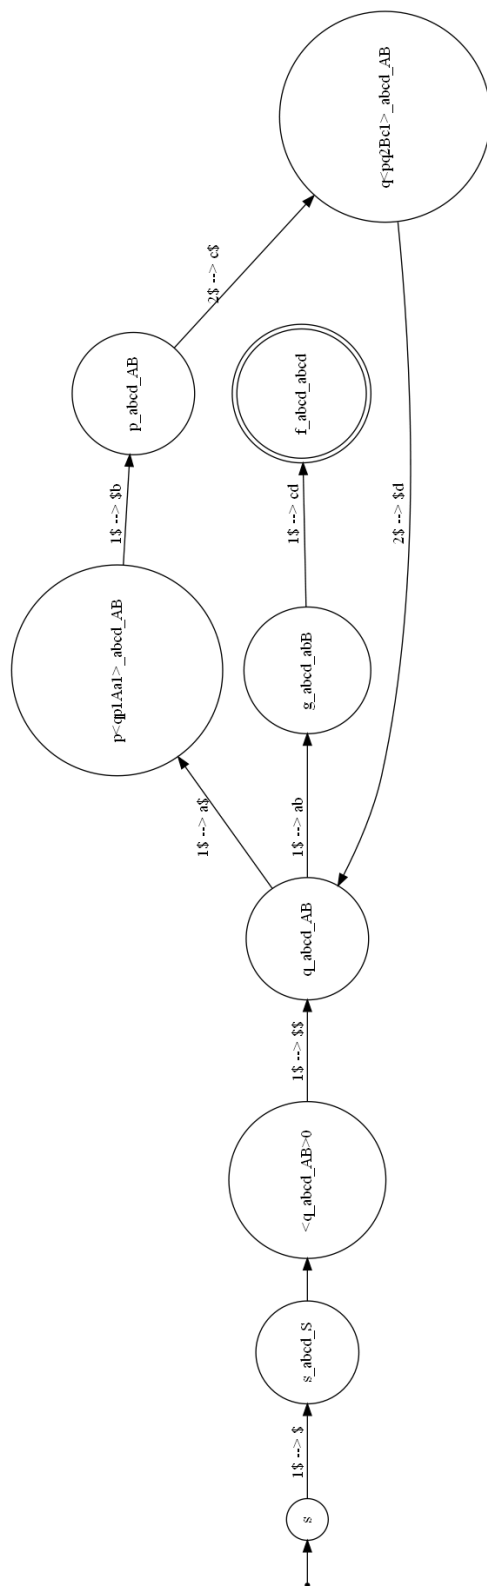 s
1$ --> $
s_abcd_S
<q_abcd_AB>0
1$ --> $$
q_abcd_AB
1$ --> a$
1$ --> ab
p<qp1Aa1>_abcd_AB
g_abcd_abB
1$ --> $b
1$ --> cd
2$ --> $d
p_abcd_AB
f_abcd_abcd
2$ --> c$
q<pq2Bc1>_abcd_AB